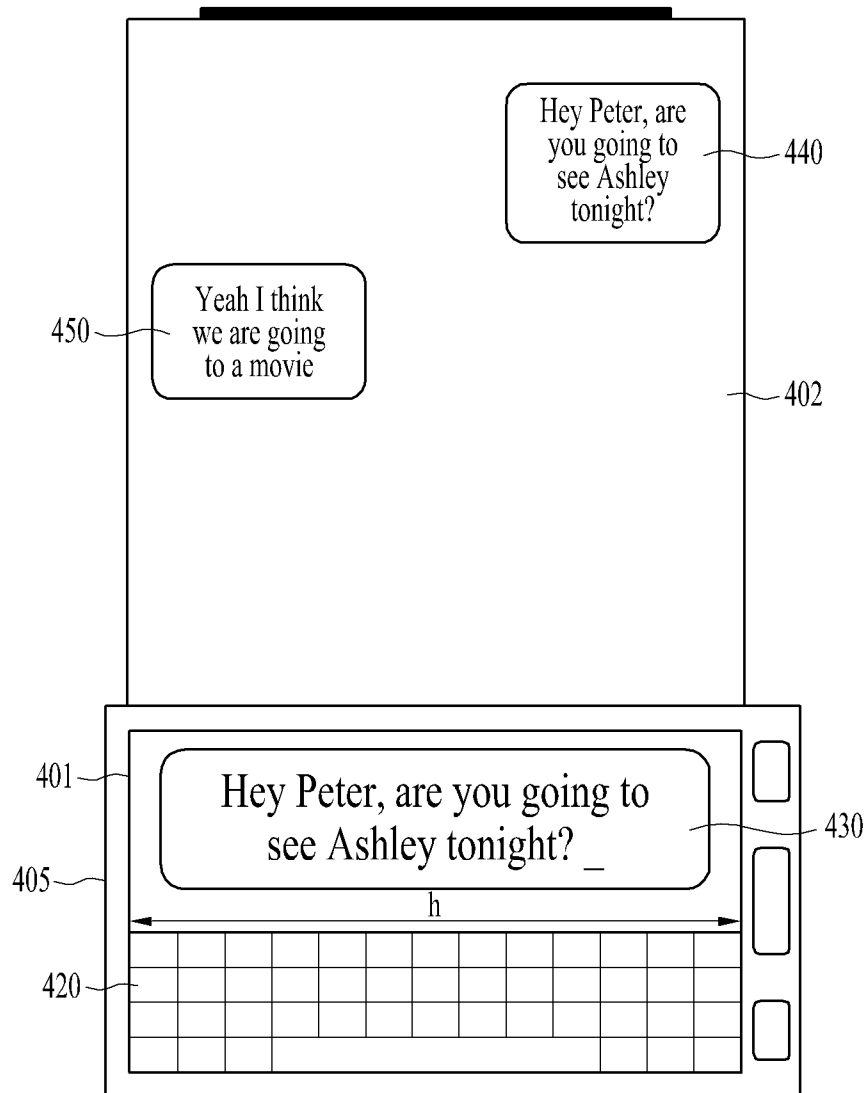 Hey Peter, are
you going to
see Ashley
tonight?
440
Yeah I think
we are going
to a movie
450
402
401
Hey Peter, are you going to
see Ashley tonight? _
430
405
h
420